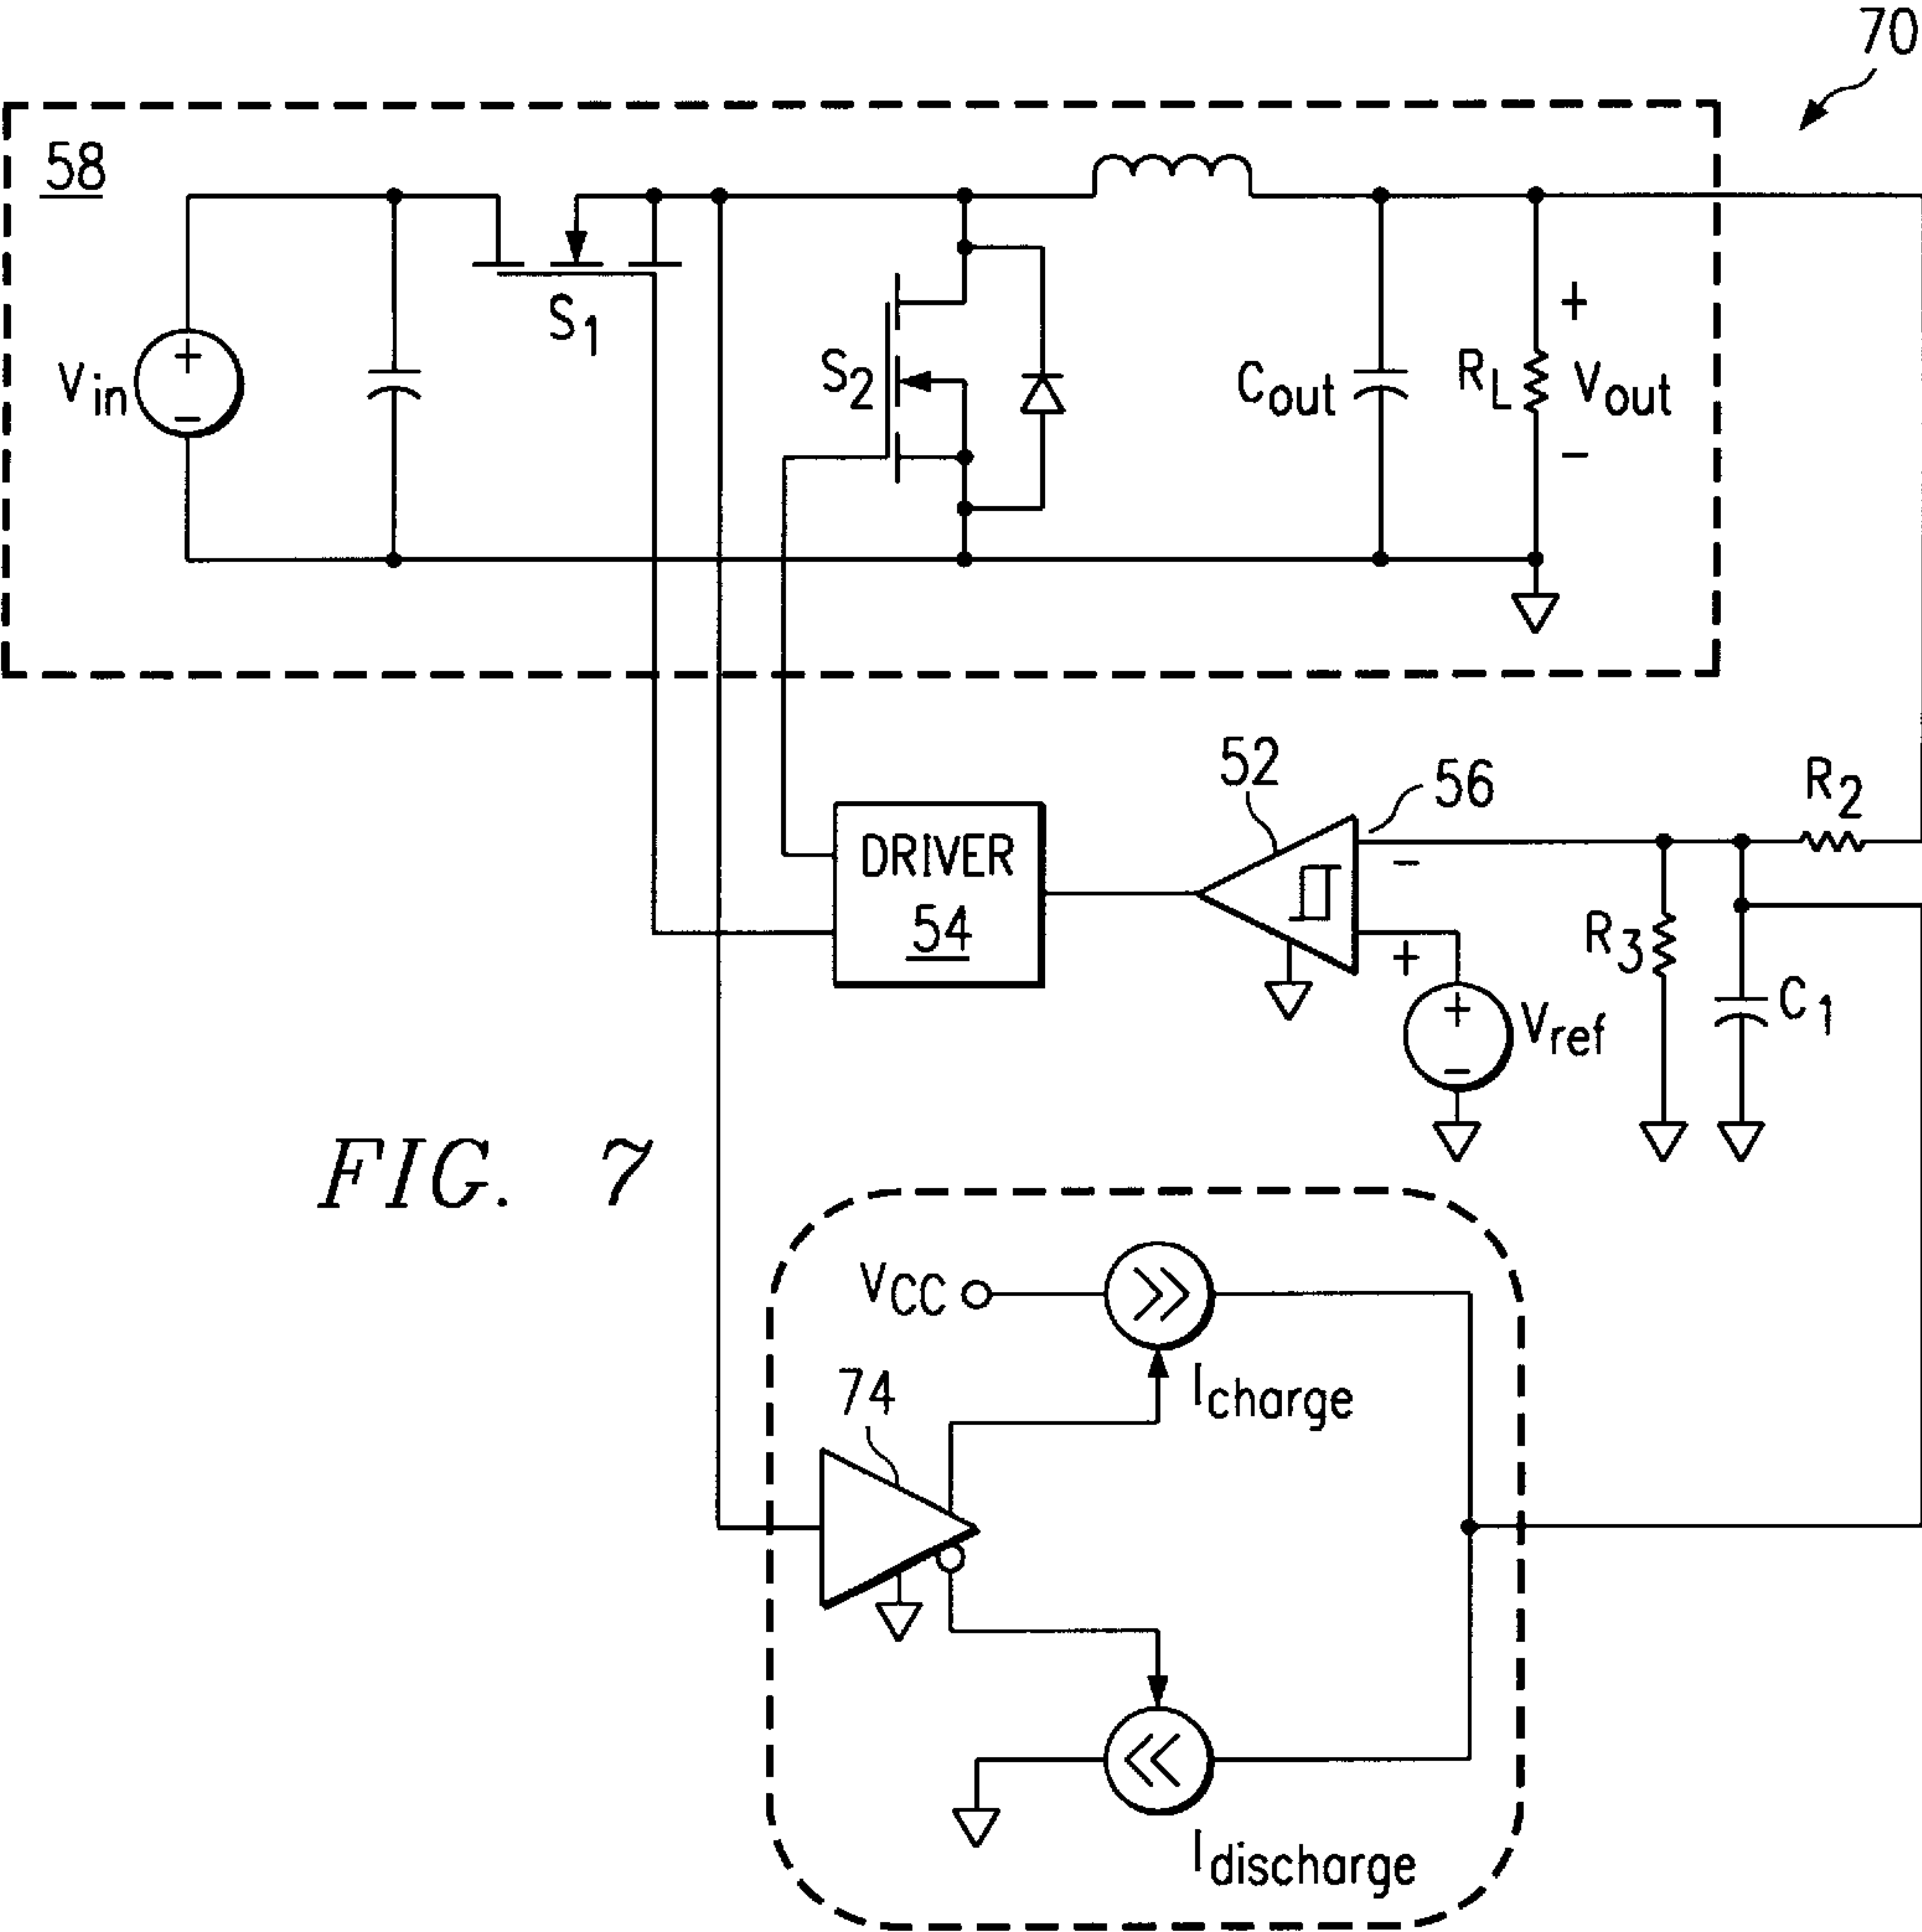 70
58
S1
Vin
+
−
S2
Cout
RL
+
Vout
−
52
56
R2
DRIVER
54
−
+
R3
C1
+
−
Vref
FIG. 7
VCC
Icharge
74
Idischarge